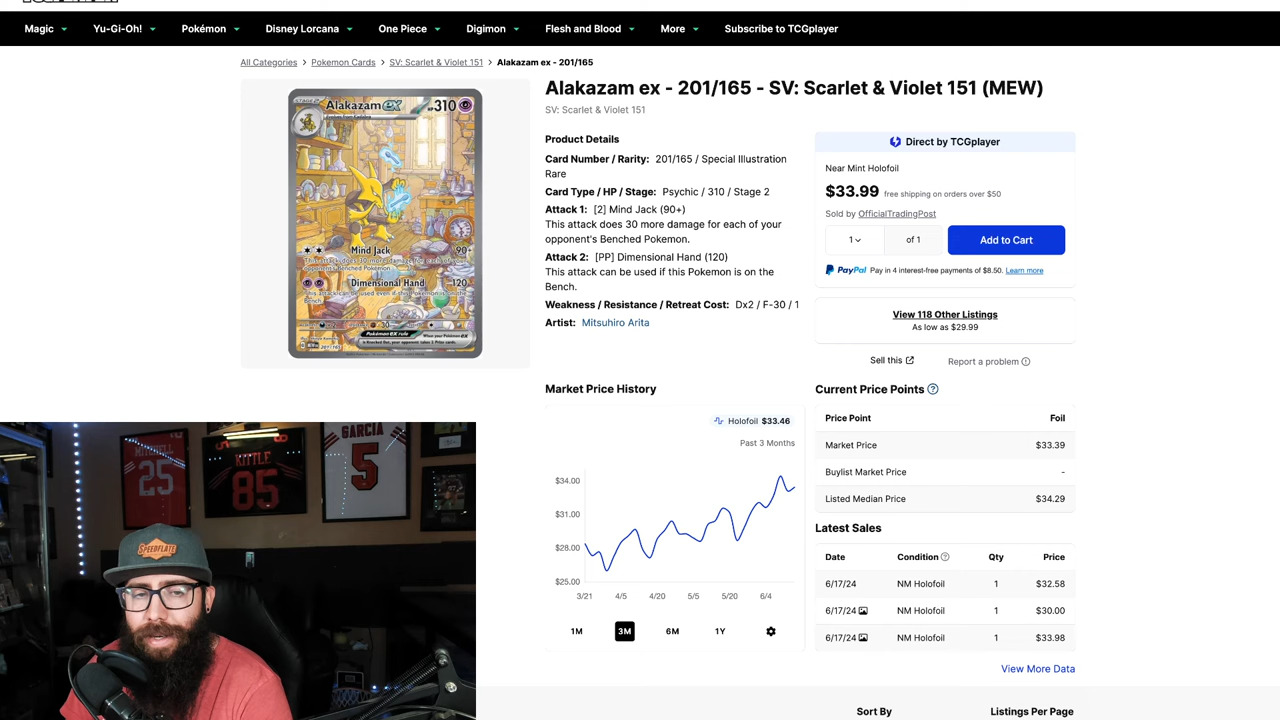 Magic
Yu-Gi-Oh!
Pokémon
Disney Lorcana
One Piece
Digimon
Flesh and Blood
More
Subscribe to TCGplayer
All Categories > Pokemon Cards > SV: Scarlet & Violet 151 > Alakazam ex - 201/165
Alakazam ex - 201/165 - SV: Scarlet & Violet 151 (MEW)
SV: Scarlet & Violet 151
STAGE 2
Alakazam ex
HP 310
Mind Jack 90+
Dimensional Hand 120
Pokémon ex rule
Product Details
Card Number / Rarity: 201/165 / Special Illustration
Rare
Card Type / HP / Stage: Psychic / 310 / Stage 2
Attack 1: [2] Mind Jack (90+)
This attack does 30 more damage for each of your
opponent's Benched Pokemon.
Attack 2: [PP] Dimensional Hand (120)
This attack can be used if this Pokemon is on the
Bench.
Weakness / Resistance / Retreat Cost: Dx2 / F-30 / 1
Artist: Mitsuhiro Arita
Direct by TCGplayer
Near Mint Holofoil
$33.99 free shipping on orders over $50
Sold by OfficialTradingPost
1 of 1
Add to Cart
PayPal Pay in 4 interest-free payments of $8.50. Learn more
View 118 Other Listings
As low as $29.99
Sell this
Report a problem
Market Price History
Holofoil $33.46
Past 3 Months
$34.00
$31.00
$28.00
$25.00
3/21 4/5 4/20 5/5 5/20 6/4
1M 3M 6M 1Y
Current Price Points
Price Point Foil
Market Price $33.39
Buylist Market Price -
Listed Median Price $34.29
Latest Sales
Date Condition Qty Price
6/17/24 NM Holofoil 1 $32.58
6/17/24 NM Holofoil 1 $30.00
6/17/24 NM Holofoil 1 $33.98
View More Data
Sort By
Listings Per Page
MITCHELL
25
KITTLE
85
GARCIA
5
SPEEDFLATE